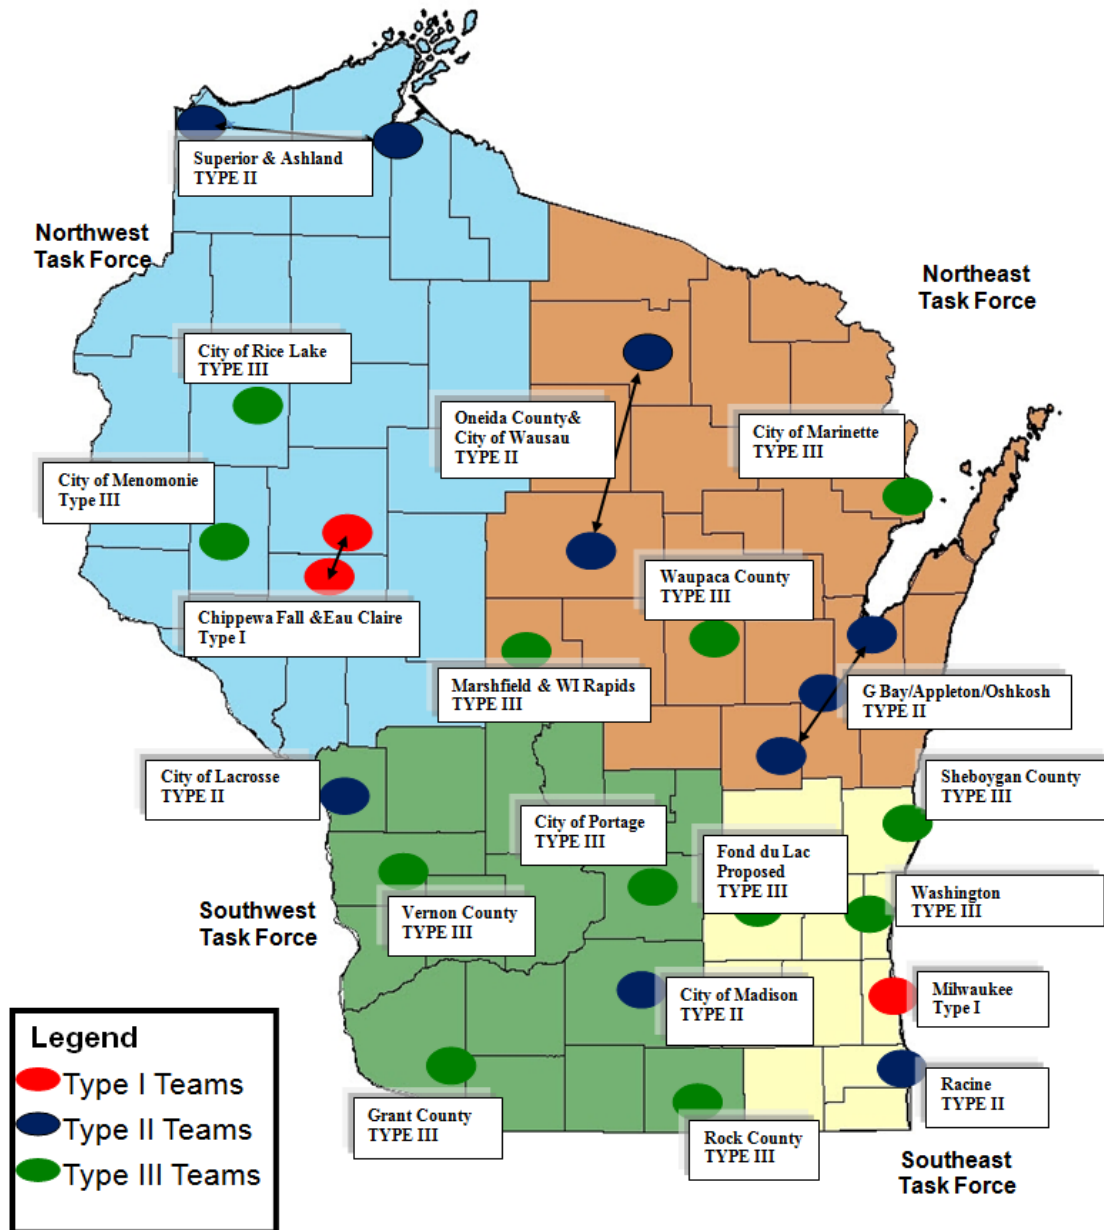 Superior & Ashland
TYPE II
Northwest
Task Force
Northeast
Task Force
City of Rice Lake
TYPE III
Oneida County&
City of Wausau
TYPE II
City of Marinette
TYPE III
City of Menomonie
Type III
Waupaca County
TYPE III
Chippewa Fall &Eau Claire
Type I
Marshfield & WI Rapids
TYPE III
G Bay/Appleton/Oshkosh
TYPE II
City of Lacrosse
TYPE II
Sheboygan County
TYPE III
City of Portage
TYPE III
Fond du Lac
Proposed
TYPE III
Washington
TYPE III
Vernon County
TYPE III
Southwest
Task Force
City of Madison
TYPE II
Milwaukee
Type I
Racine
TYPE II
Grant County
TYPE III
Rock County
TYPE III
Southeast
Task Force
Legend
Type I Teams
Type II Teams
Type III Teams